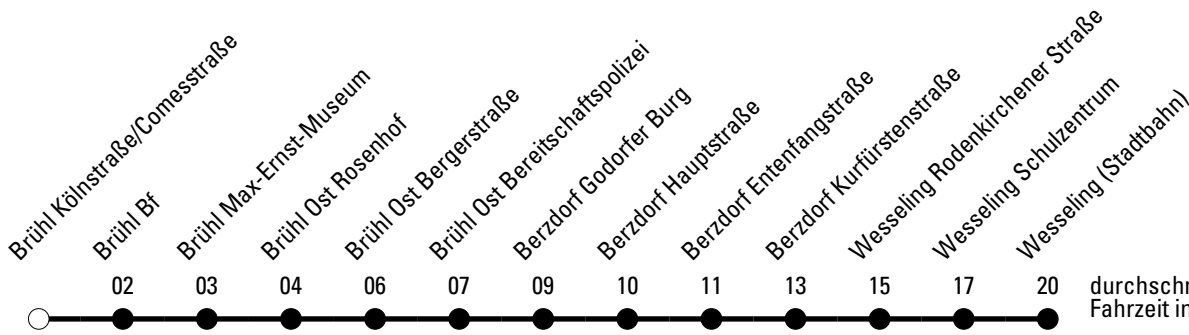 Brühl Kölnstraße/Comesstraße
Brühl Bf
Brühl Max-Ernst-Museum
Brühl Ost Rosenhof
Brühl Ost Bergerstraße
Brühl Ost Bereitschaftspolizei
Berzdorf Godorfer Burg
Berzdorf Hauptstraße
Berzdorf Entenfangstraße
Berzdorf Kurfürstenstraße
Wesseling Rodenkirchener Straße
Wesseling Schulzentrum
Wesseling (Stadtbahn)
02 03 04 06 07 09 10 11 13 15 17 20
Fahrzeit in